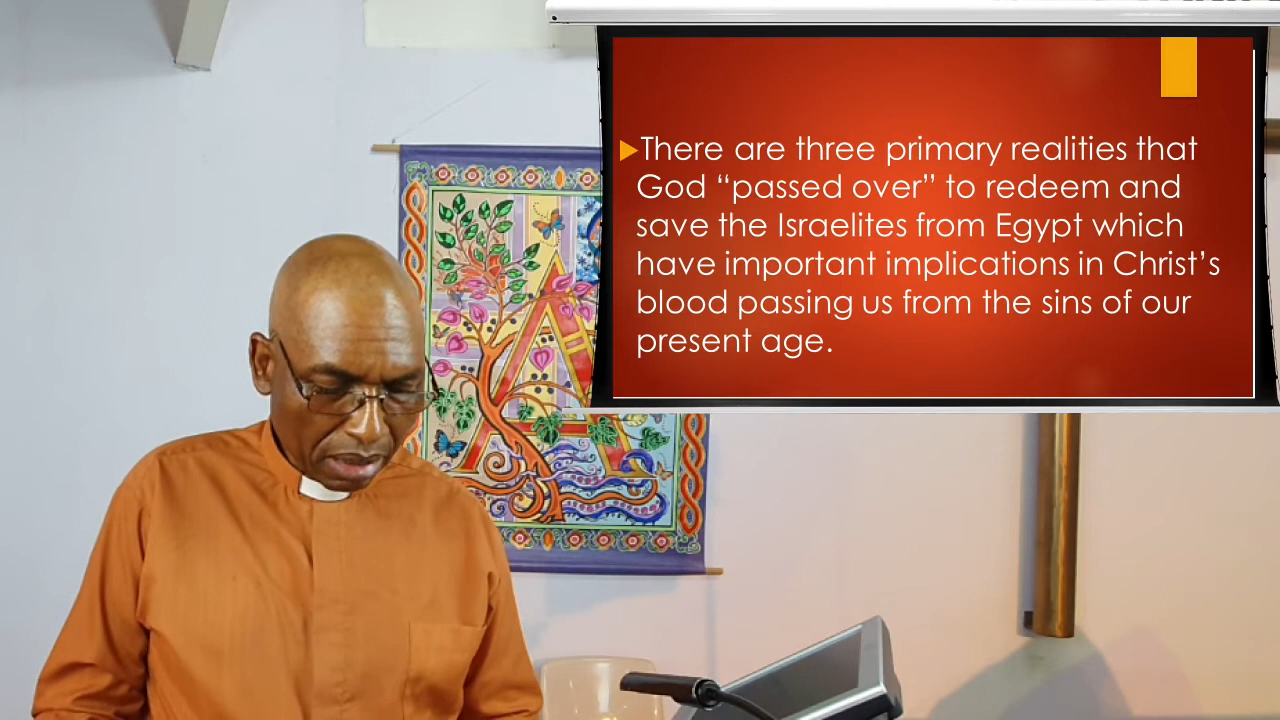 There are three primary realities that
God “passed over” to redeem and
save the Israelites from Egypt which
have important implications in Christ’s
blood passing us from the sins of our
present age.